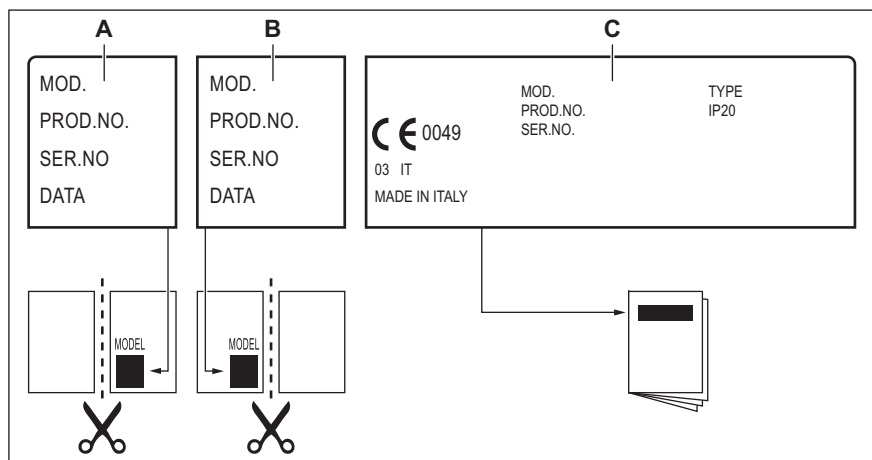 A
B
C
MOD.
PROD.NO.
SER.NO
DATA
MOD.
PROD.NO.
SER.NO
DATA
MOD.
PROD.NO.
SER.NO.
TYPE
IP20
CE 0049
03 IT
MADE IN ITALY
MODEL
MODEL